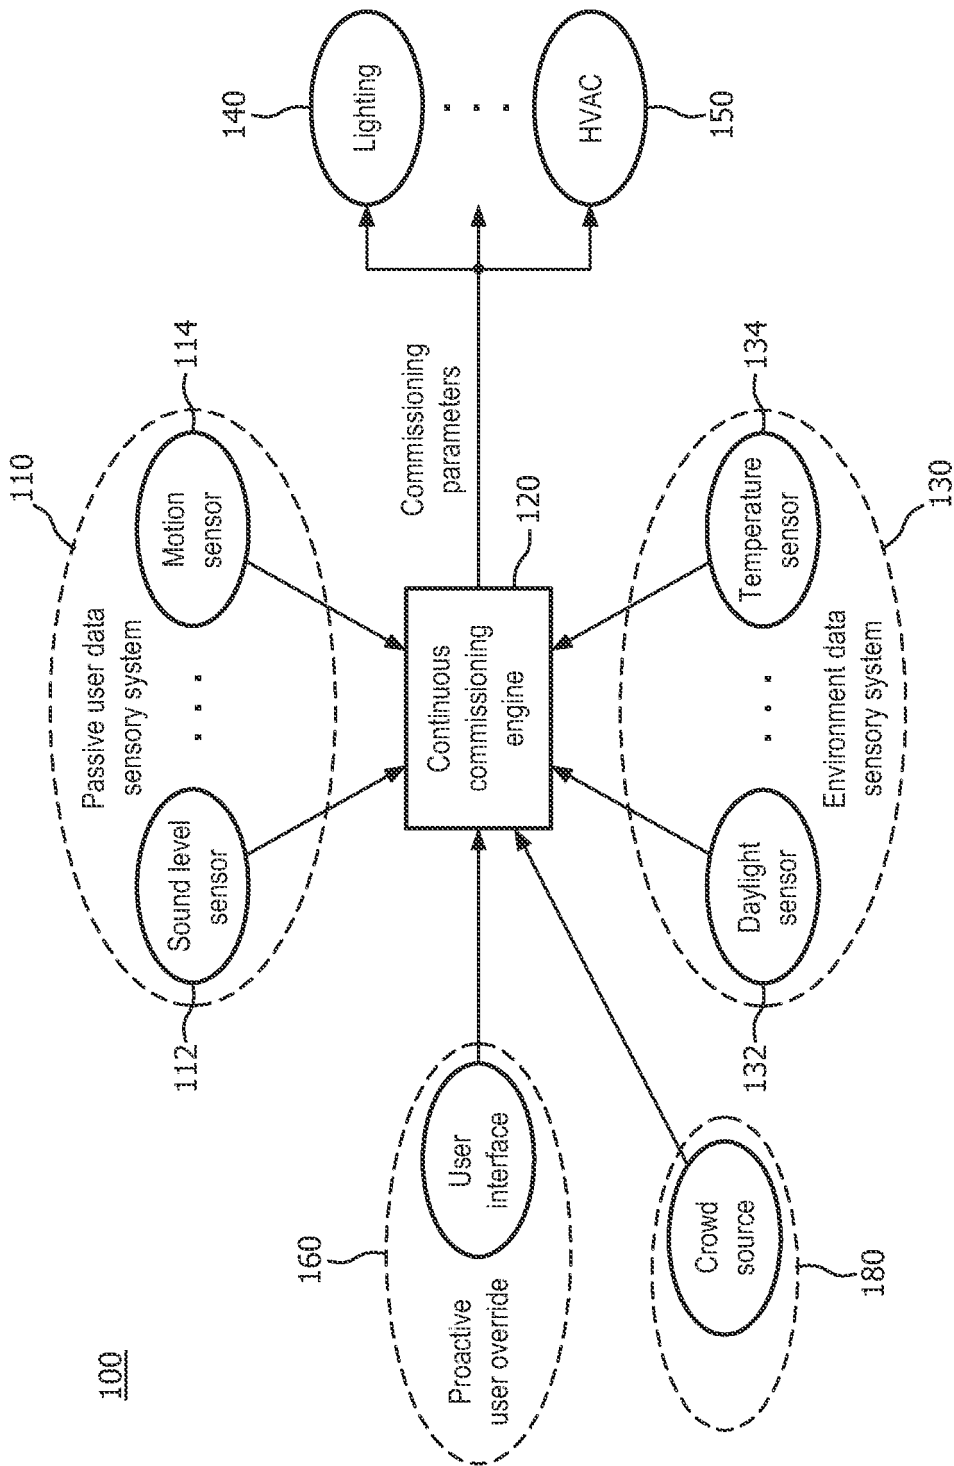 100
110
Passive user data
sensory system
112
Sound level
sensor
114
Motion
sensor
160
Proactive
user override
User
interface
Continuous
commissioning
engine
120
Commissioning
parameters
140
Lighting
HVAC
150
180
Crowd
source
132
Daylight
sensor
134
Temperature
sensor
Environment data
sensory system
130